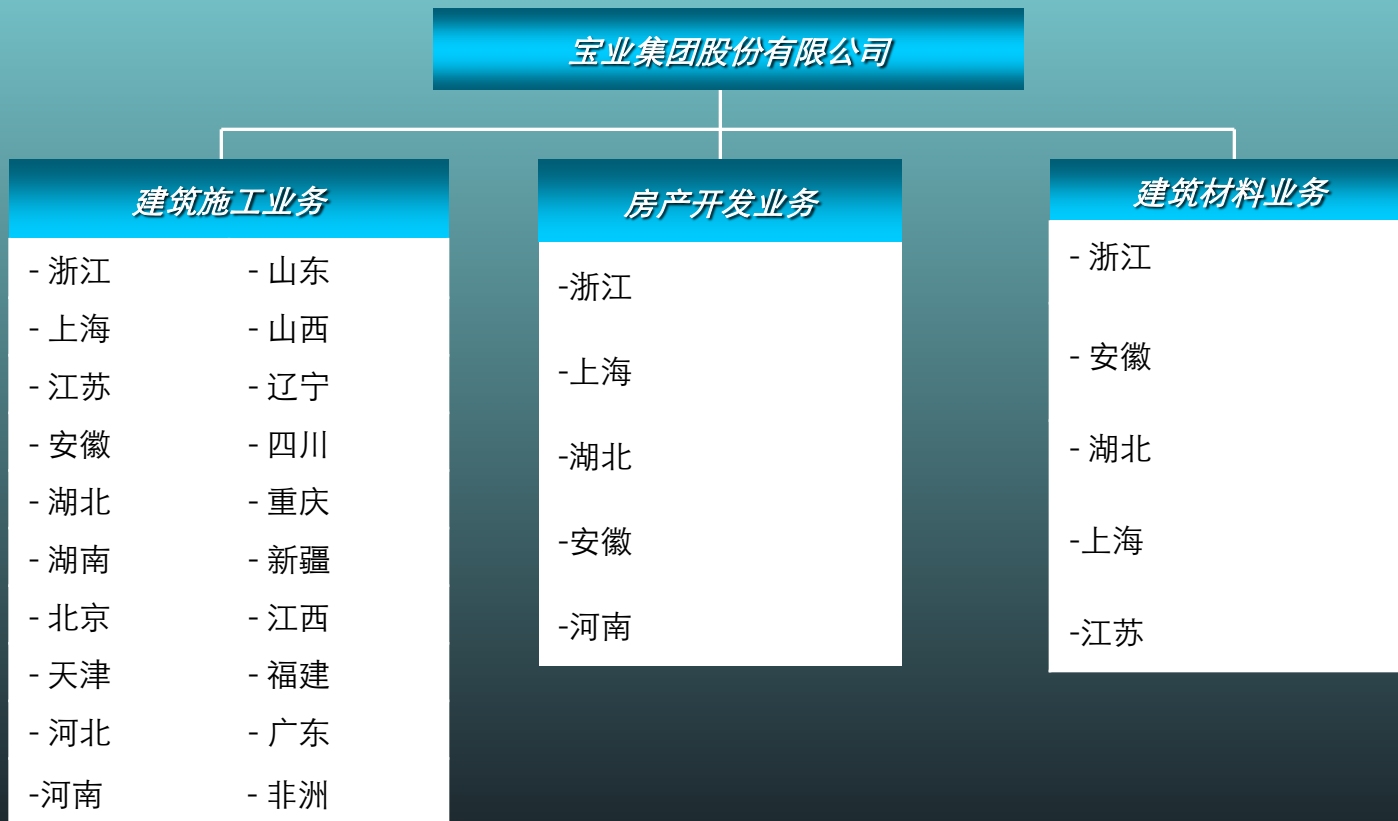 宝业集团股份有限公司
建筑施工业务
- 浙江 - 山东
- 上海 - 山西
- 江苏 - 辽宁
- 安徽 - 四川
- 湖北 - 重庆
- 湖南 - 新疆
- 北京 - 江西
- 天津 - 福建
- 河北 - 广东
-河南 - 非洲
房产开发业务
-浙江
-上海
-湖北
-安徽
-河南
建筑材料业务
- 浙江
- 安徽
- 湖北
-上海
-江苏